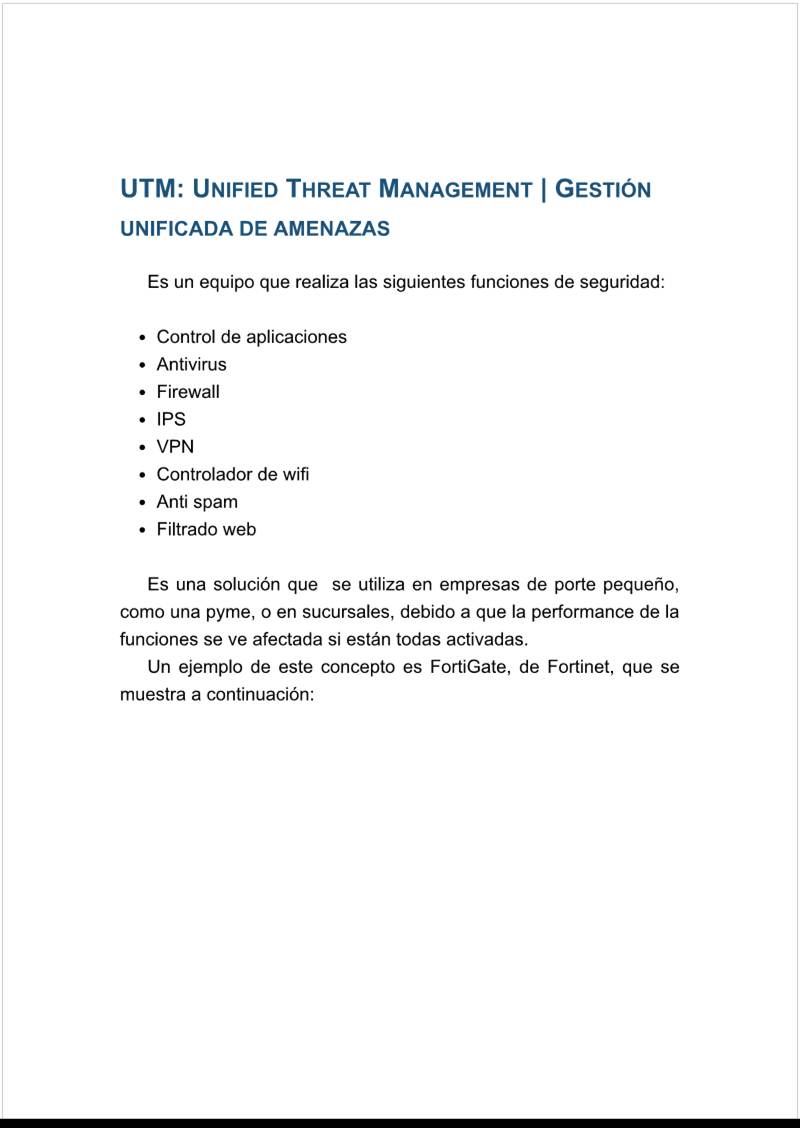 UTM: Unified Threat Management | Gestión
unificada de amenazas
Es un equipo que realiza las siguientes funciones de seguridad:
• Control de aplicaciones
• Antivirus
• Firewall
• IPS
• VPN
• Controlador de wifi
• Anti spam
• Filtrado web
Es una solución que  se utiliza en empresas de porte pequeño,
como una pyme, o en sucursales, debido a que la performance de la
funciones se ve afectada si están todas activadas.
Un ejemplo de este concepto es FortiGate, de Fortinet, que se
muestra a continuación: